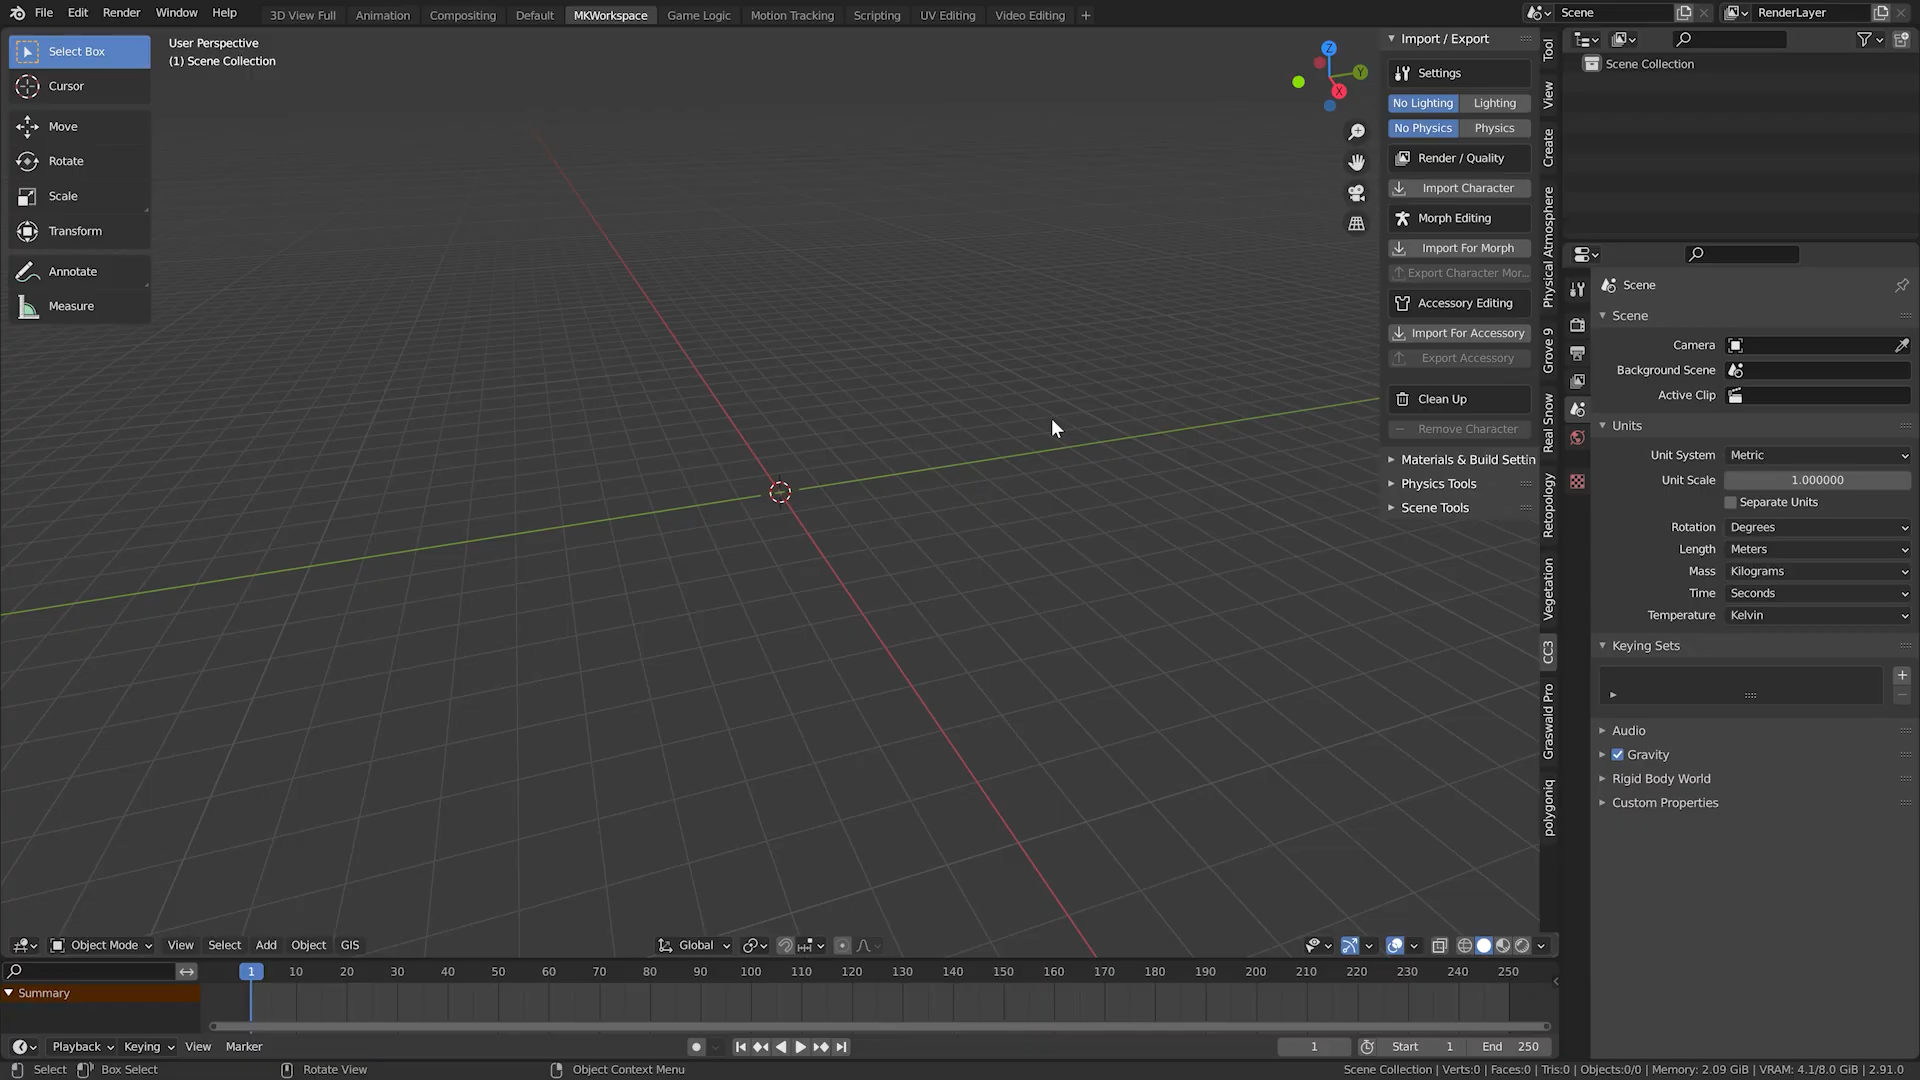 File Edit Render Window Help 3D View Full Animation Compositing Default MKWorkspace Game Logic Motion Tracking Scripting UV Editing Video Editing + Scene RenderLayer
Select Box
Cursor
Move
Rotate
Scale
Transform
Annotate
Measure
User Perspective
(1) Scene Collection
Z
Y
X
Import / Export
Settings
No Lighting Lighting
No Physics Physics
Render / Quality
Import Character
Morph Editing
Import For Morph
Export Character Mor...
Accessory Editing
Import For Accessory
Export Accessory
Clean Up
Remove Character
Materials & Build Settin
Physics Tools
Scene Tools
Tool
View
Create
Physical Atmosphere
Grove 9
Real Snow
Retopology
Vegetation
CC3
Graswald Pro
polygoniq
Scene Collection
Scene
Scene
Camera
Background Scene
Active Clip
Units
Unit System Metric
Unit Scale 1.000000
Separate Units
Rotation Degrees
Length Meters
Mass Kilograms
Time Seconds
Temperature Kelvin
Keying Sets
Audio
Gravity
Rigid Body World
Custom Properties
Object Mode View Select Add Object GIS Global
1 10 20 30 40 50 60 70 80 90 100 110 120 130 140 150 160 170 180 190 200 210 220 230 240 250
Summary
Playback Keying View Marker 1 Start 1 End 250
Select Box Select Rotate View Object Context Menu Scene Collection | Verts:0 | Faces:0 | Tris:0 | Objects:0/0 | Memory: 2.09 GiB | VRAM: 4.1/8.0 GiB | 2.91.0